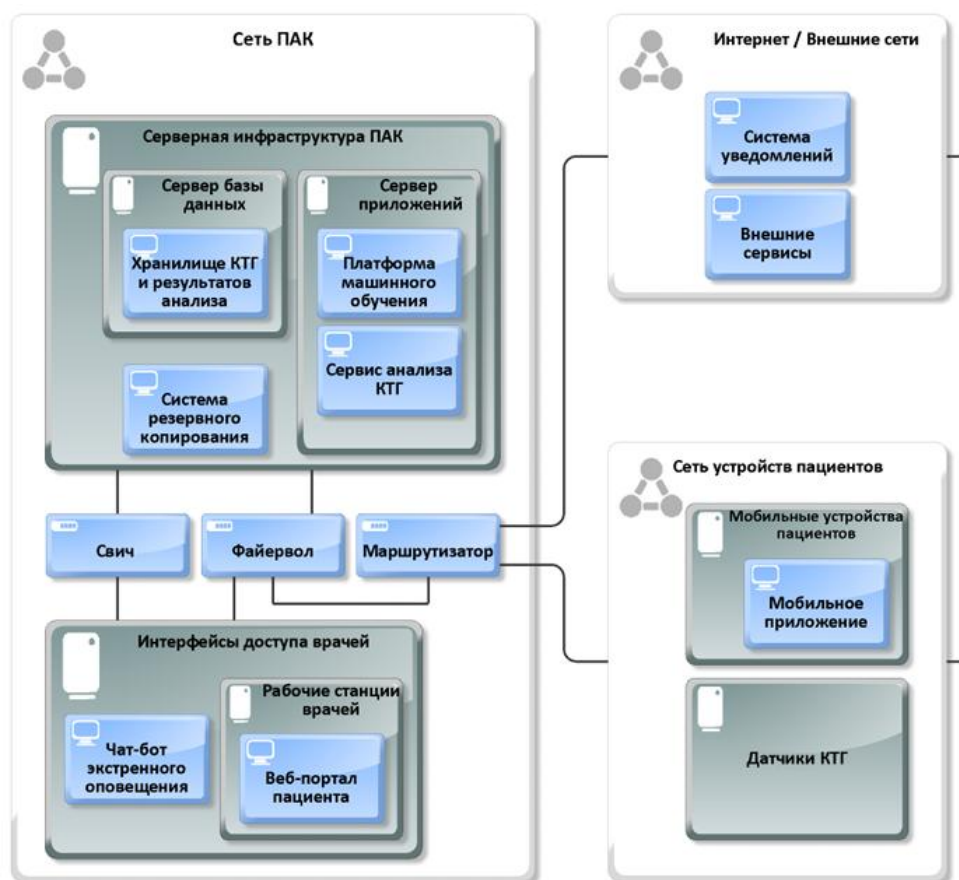 Сеть ПАК
Серверная инфраструктура ПАК
Сервер базы
данных
Хранилище КТГ
и результатов
анализа
Сервер
приложений
Платформа
машинного
обучения
Сервис анализа
КТГ
Система
резервного
копирования
Свич
Файервол
Маршрутизатор
Интерфейсы доступа врачей
Чат-бот
экстренного
оповещения
Рабочие станции
врачей
Веб-портал
пациента
Интернет / Внешние сети
Система
уведомлений
Внешние
сервисы
Сеть устройств пациентов
Мобильные устройства
пациентов
Мобильное
приложение
Датчики КТГ